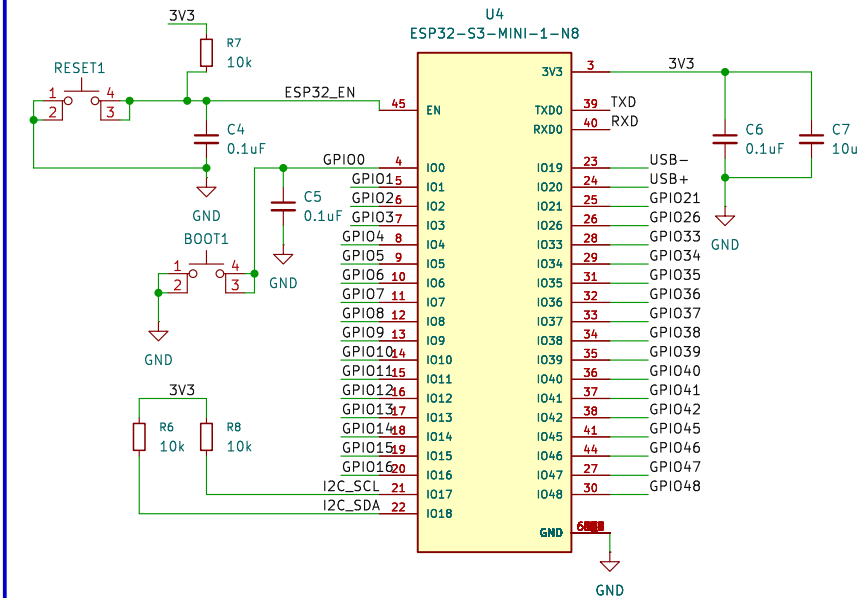 U4
ESP32-S3-MINI-1-N8
3V3
R7
10k
RESET1
1
2
4
3
ESP32_EN
C4
0.1uF
GND
GPIO0
C5
0.1uF
GND
BOOT1
1
2
4
3
GND
3V3
R6
10k
R8
10k
I2C_SCL
I2C_SDA
45 EN
4 IO0
GPIO1 5 IO1
GPIO2 6 IO2
GPIO3 7 IO3
GPIO4 8 IO4
GPIO5 9 IO5
GPIO6 10 IO6
GPIO7 11 IO7
GPIO8 12 IO8
GPIO9 13 IO9
GPIO10 14 IO10
GPIO11 15 IO11
GPIO12 16 IO12
GPIO13 17 IO13
GPIO14 18 IO14
GPIO15 19 IO15
GPIO16 20 IO16
21 IO17
22 IO18
3V3 3 3V3
TXD0 39 TXD
RXD0 40 RXD
IO19 23 USB-
IO20 24 USB+
IO21 25 GPIO21
IO26 26 GPIO26
IO33 28 GPIO33
IO34 29 GPIO34
IO35 31 GPIO35
IO36 32 GPIO36
IO37 33 GPIO37
IO38 34 GPIO38
IO39 35 GPIO39
IO40 36 GPIO40
IO41 37 GPIO41
IO42 38 GPIO42
IO45 41 GPIO45
IO46 44 GPIO46
IO47 27 GPIO47
IO48 30 GPIO48
GND
GND
C6
0.1uF
C7
10u
GND